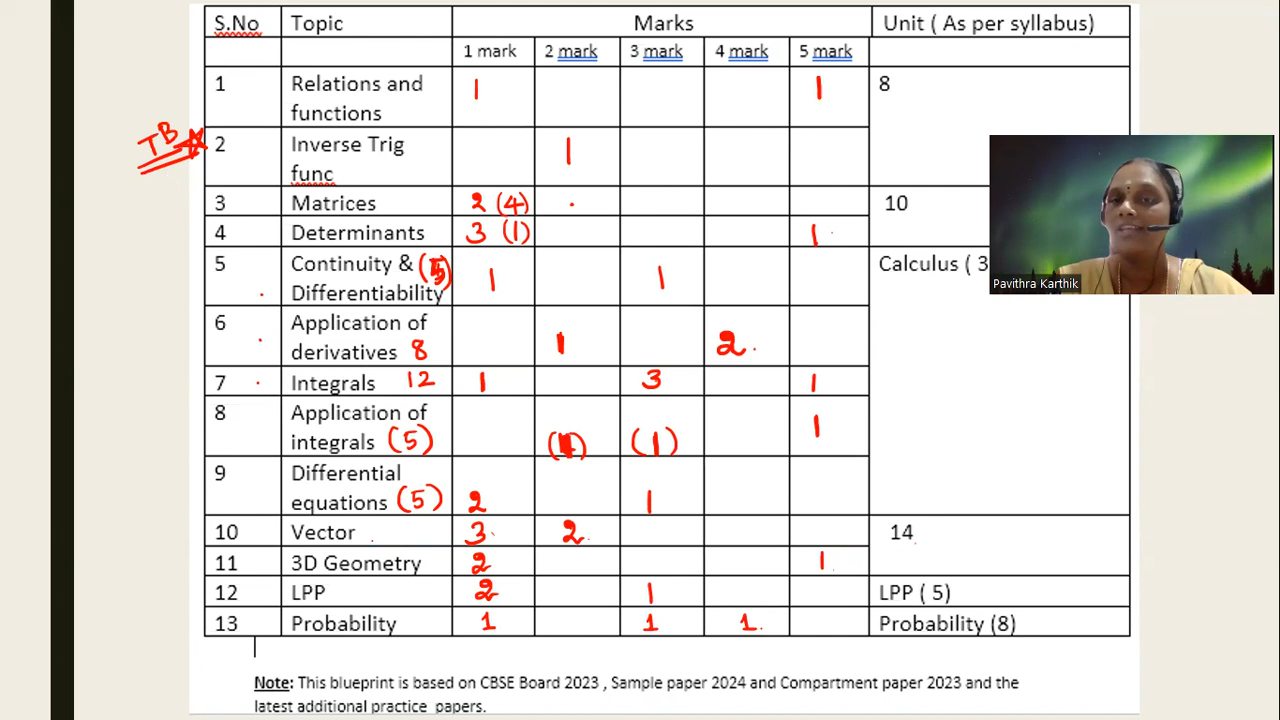 S.No Topic Marks Unit ( As per syllabus)
1 mark 2 mark 3 mark 4 mark 5 mark
1 Relations and functions 1 1 8
TB
2 Inverse Trig func 1
3 Matrices 2 (4) 10
4 Determinants 3 (1) 1
5 Continuity & Differentiability (5) 1 1 Calculus ( 3
6 Application of derivatives 8 1 2
7 Integrals 12 1 3 1
8 Application of integrals (5) (1) 1
9 Differential equations (5) 2 1
10 Vector 3 2 14
11 3D Geometry 2 1
12 LPP 2 1 LPP ( 5)
13 Probability 1 1 1 Probability (8)
Pavithra Karthik
Note: This blueprint is based on CBSE Board 2023 , Sample paper 2024 and Compartment paper 2023 and the
latest additional practice papers.